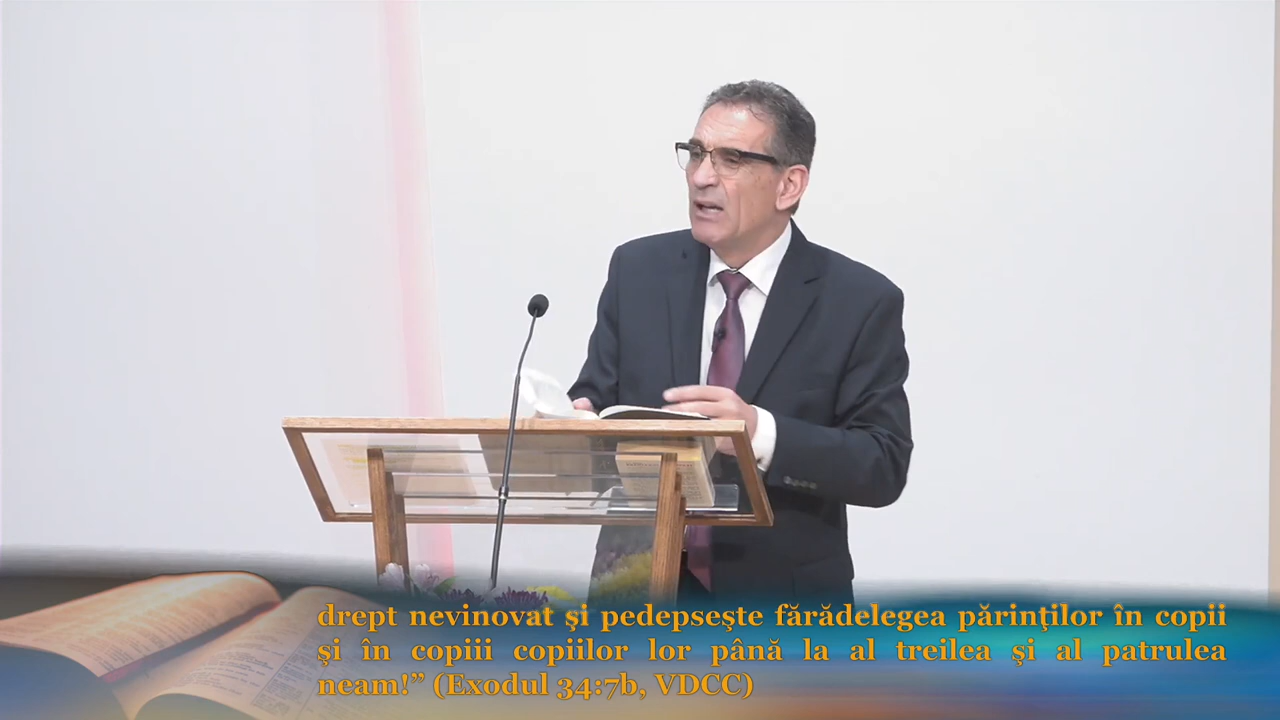 drept nevinovat şi pedepseşte fărădelegea părinţilor în copii
şi în copiii copiilor lor până la al treilea şi al patrulea
neam!” (Exodul 34:7b, VDCC)